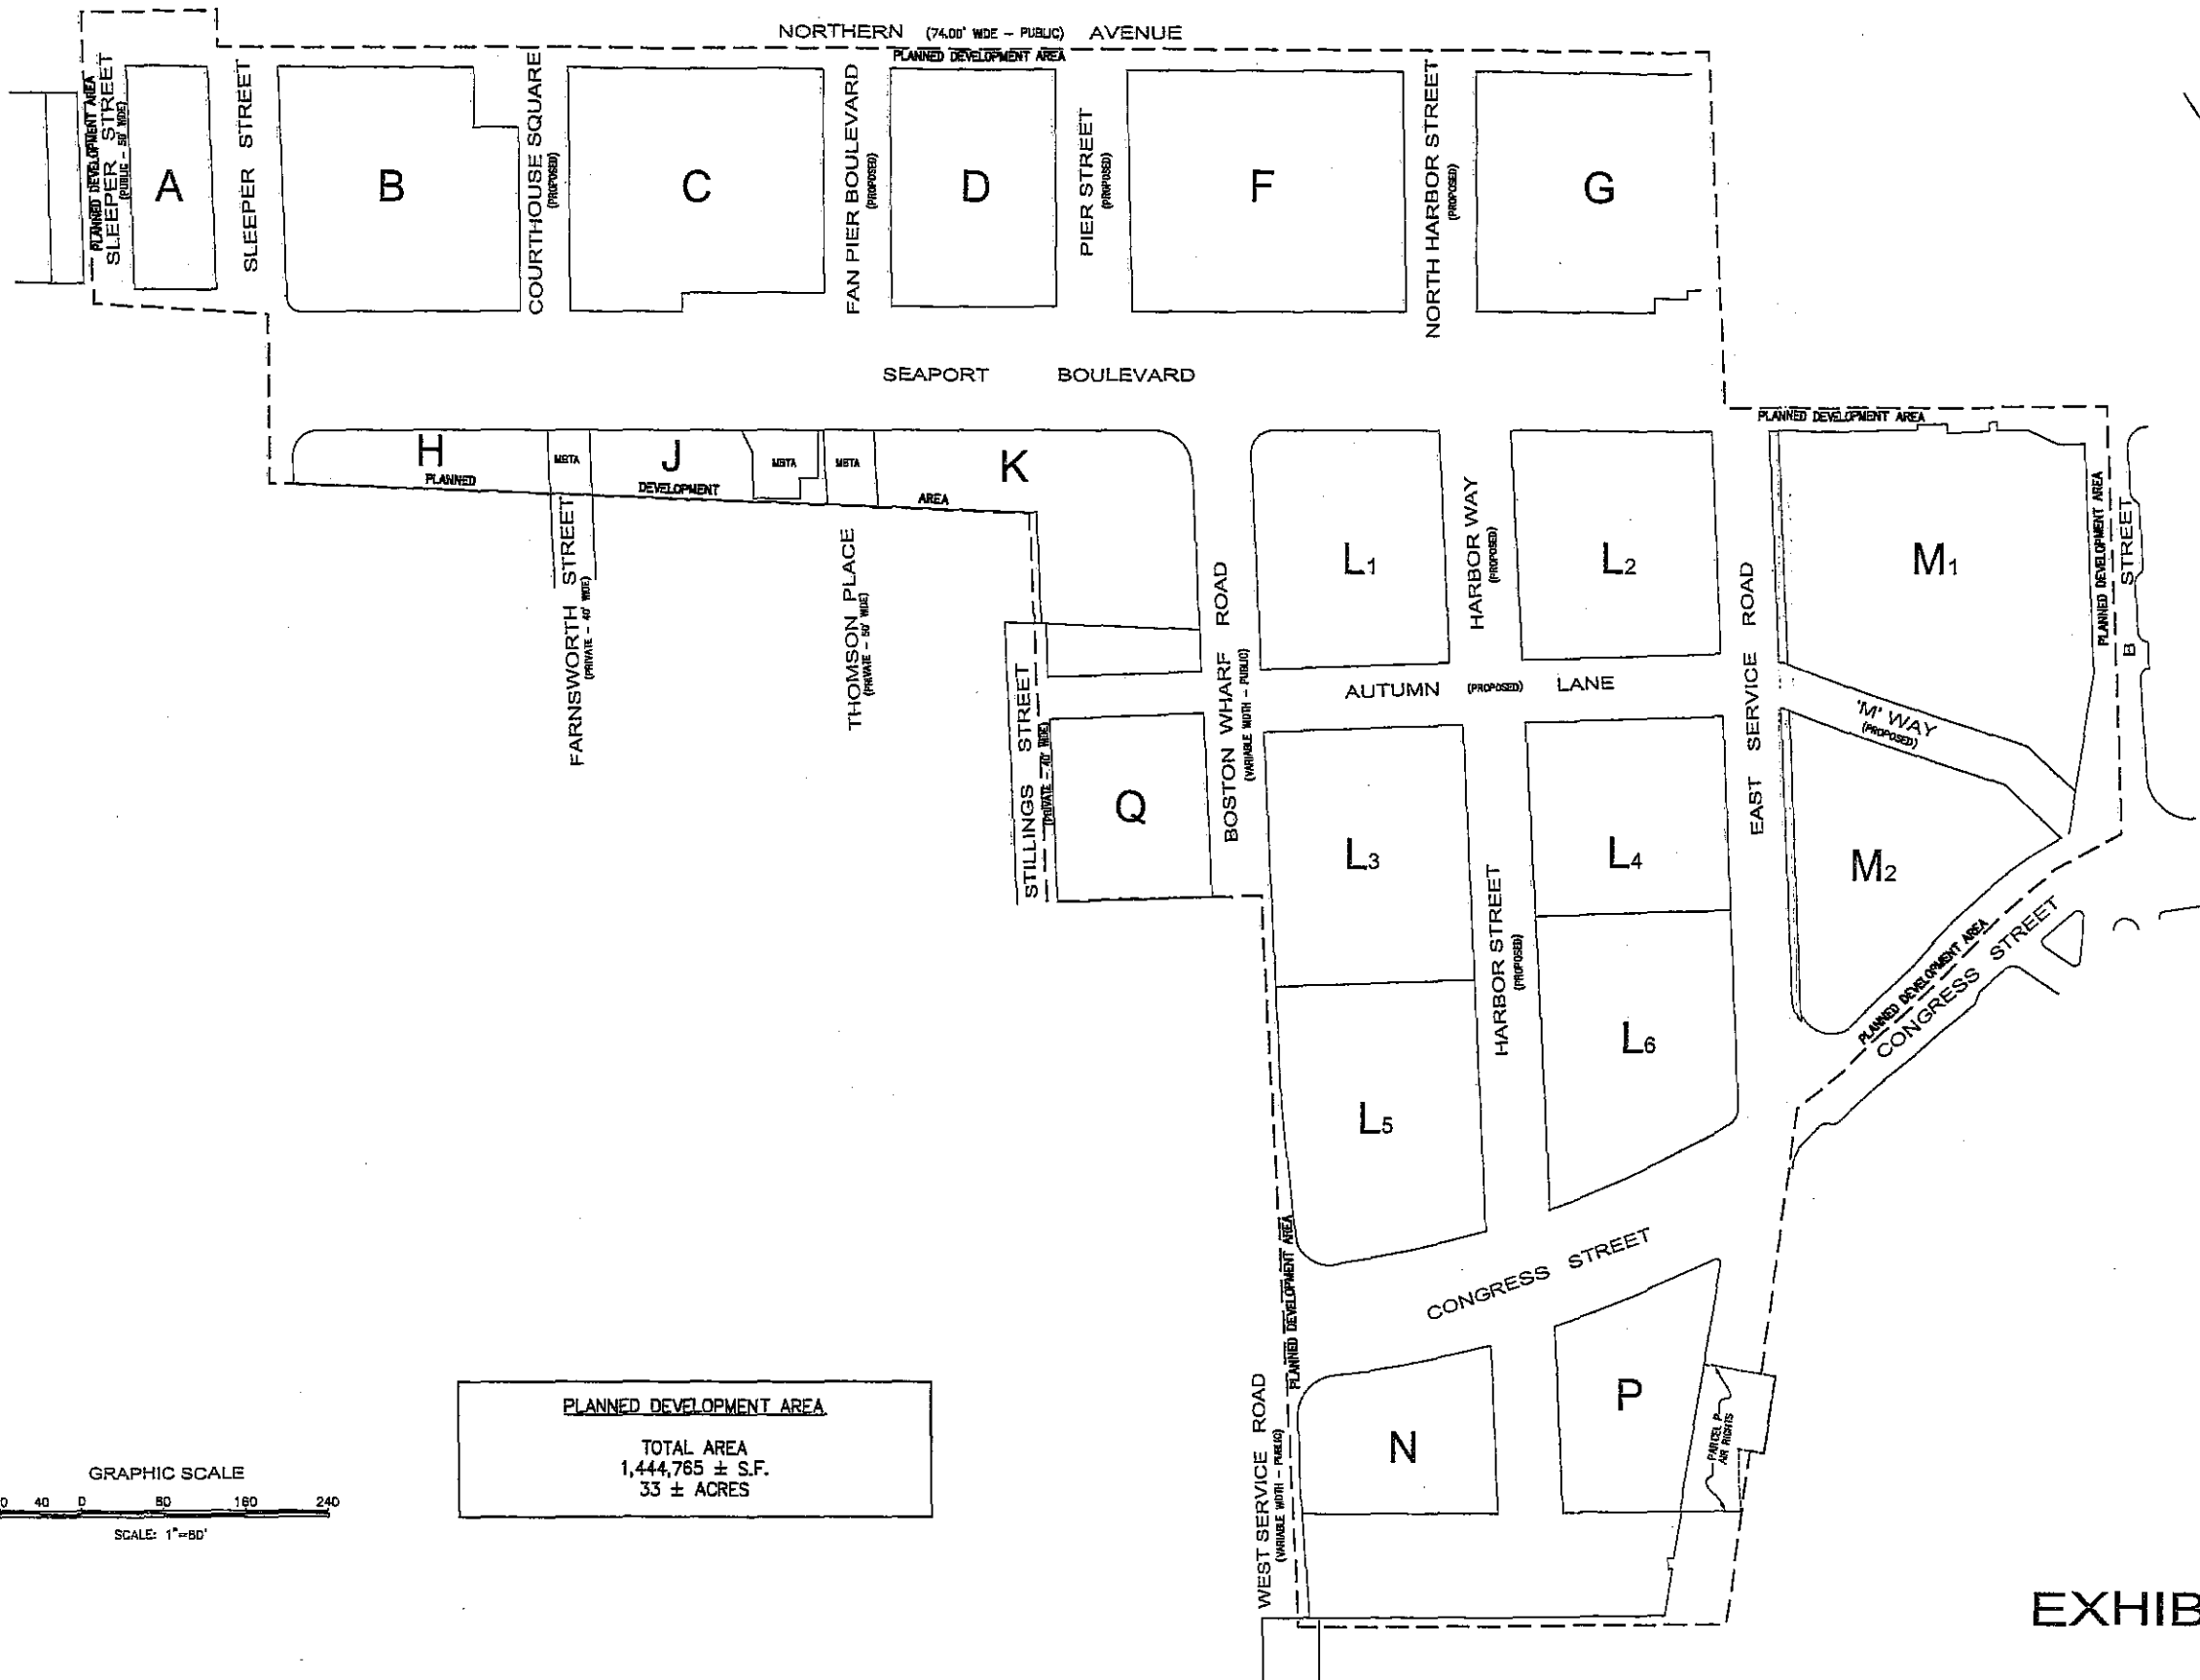 NORTHERN (74.00' WIDE – PUBLIC) AVENUE
PLANNED DEVELOPMENT AREA
PLANNED DEVELOPMENT AREA
SLEEPER STREET
(PUBLIC – 50' WIDE)
A
SLEEPER STREET
B
COURTHOUSE SQUARE
(PROPOSED)
C
FAN PIER BOULEVARD
(PROPOSED)
D
PIER STREET
(PROPOSED)
F
NORTH HARBOR STREET
(PROPOSED)
G
SEAPORT BOULEVARD
PLANNED DEVELOPMENT AREA
H
MBTA
J
MBTA
MBTA
K
PLANNED DEVELOPMENT AREA
FARNSWORTH STREET
(PRIVATE – 40' WIDE)
THOMSON PLACE
(PRIVATE – 50' WIDE)
STILLINGS STREET
(PRIVATE – 40' WIDE)
Q
BOSTON WHARF ROAD
(VARIABLE WIDTH – PUBLIC)
L1
HARBOR WAY
(PROPOSED)
L2
EAST SERVICE ROAD
M1
PLANNED DEVELOPMENT AREA
B STREET
AUTUMN (PROPOSED) LANE
'M' WAY
(PROPOSED)
L3
HARBOR STREET
(PROPOSED)
L4
M2
PLANNED DEVELOPMENT AREA
CONGRESS STREET
L5
L6
PLANNED DEVELOPMENT AREA
CONGRESS STREET
WEST SERVICE ROAD
(VARIABLE WIDTH – PUBLIC)
N
P
PARCEL P
AIR RIGHTS
PLANNED DEVELOPMENT AREA
TOTAL AREA
1,444,765 ± S.F.
33 ± ACRES
GRAPHIC SCALE
0 40 0 80 160 240
SCALE: 1"=80'
EXHIB